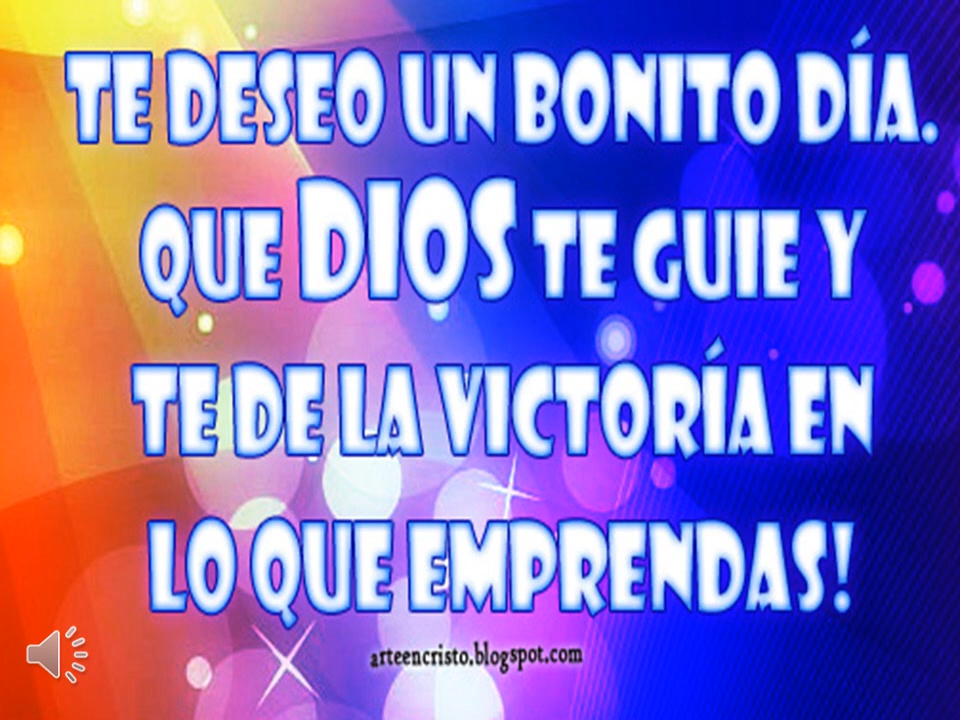 TE DESEO UN BONITO DÍA.
QUE DIOS TE GUIE Y
TE DE LA VICTORÍA EN
LO QUE EMPRENDAS!
arteencristo.blogspot.com